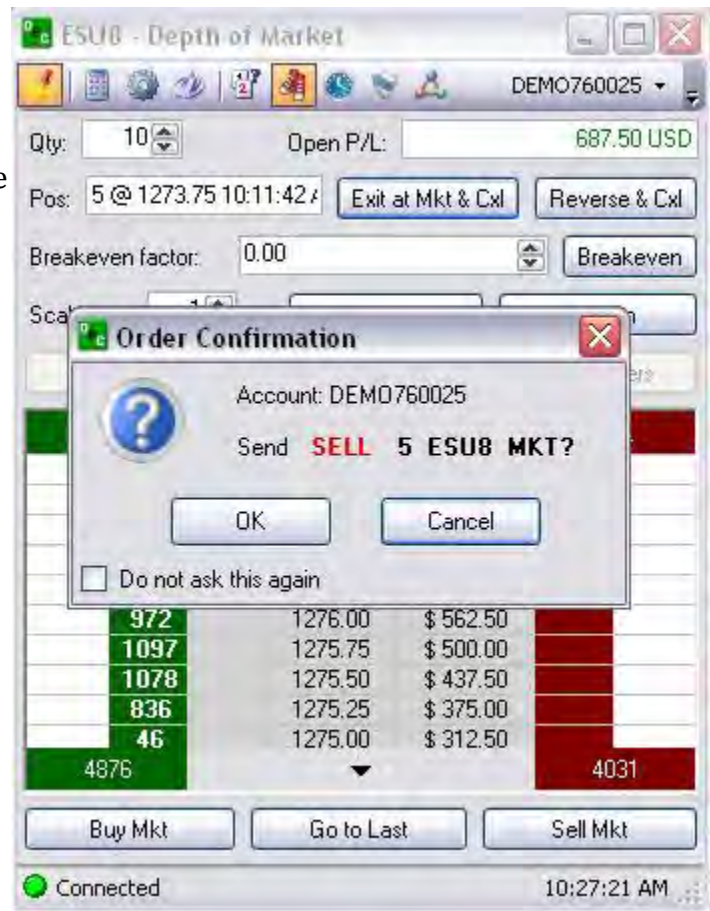 ESU8 - Depth of Market
DEMO760025
Qty: 10 Open P/L: 687.50 USD
Pos: 5 @ 1273.75 10:11:42 Exit at Mkt & Cxl Reverse & Cxl
Breakeven factor: 0.00 Breakeven
Order Confirmation
Account: DEMO760025
Send SELL 5 ESU8 MKT?
OK Cancel
Do not ask this again
972 1276.00 $ 562.50
1097 1275.75 $ 500.00
1078 1275.50 $ 437.50
836 1275.25 $ 375.00
46 1275.00 $ 312.50
4876 4031
Buy Mkt Go to Last Sell Mkt
Connected 10:27:21 AM